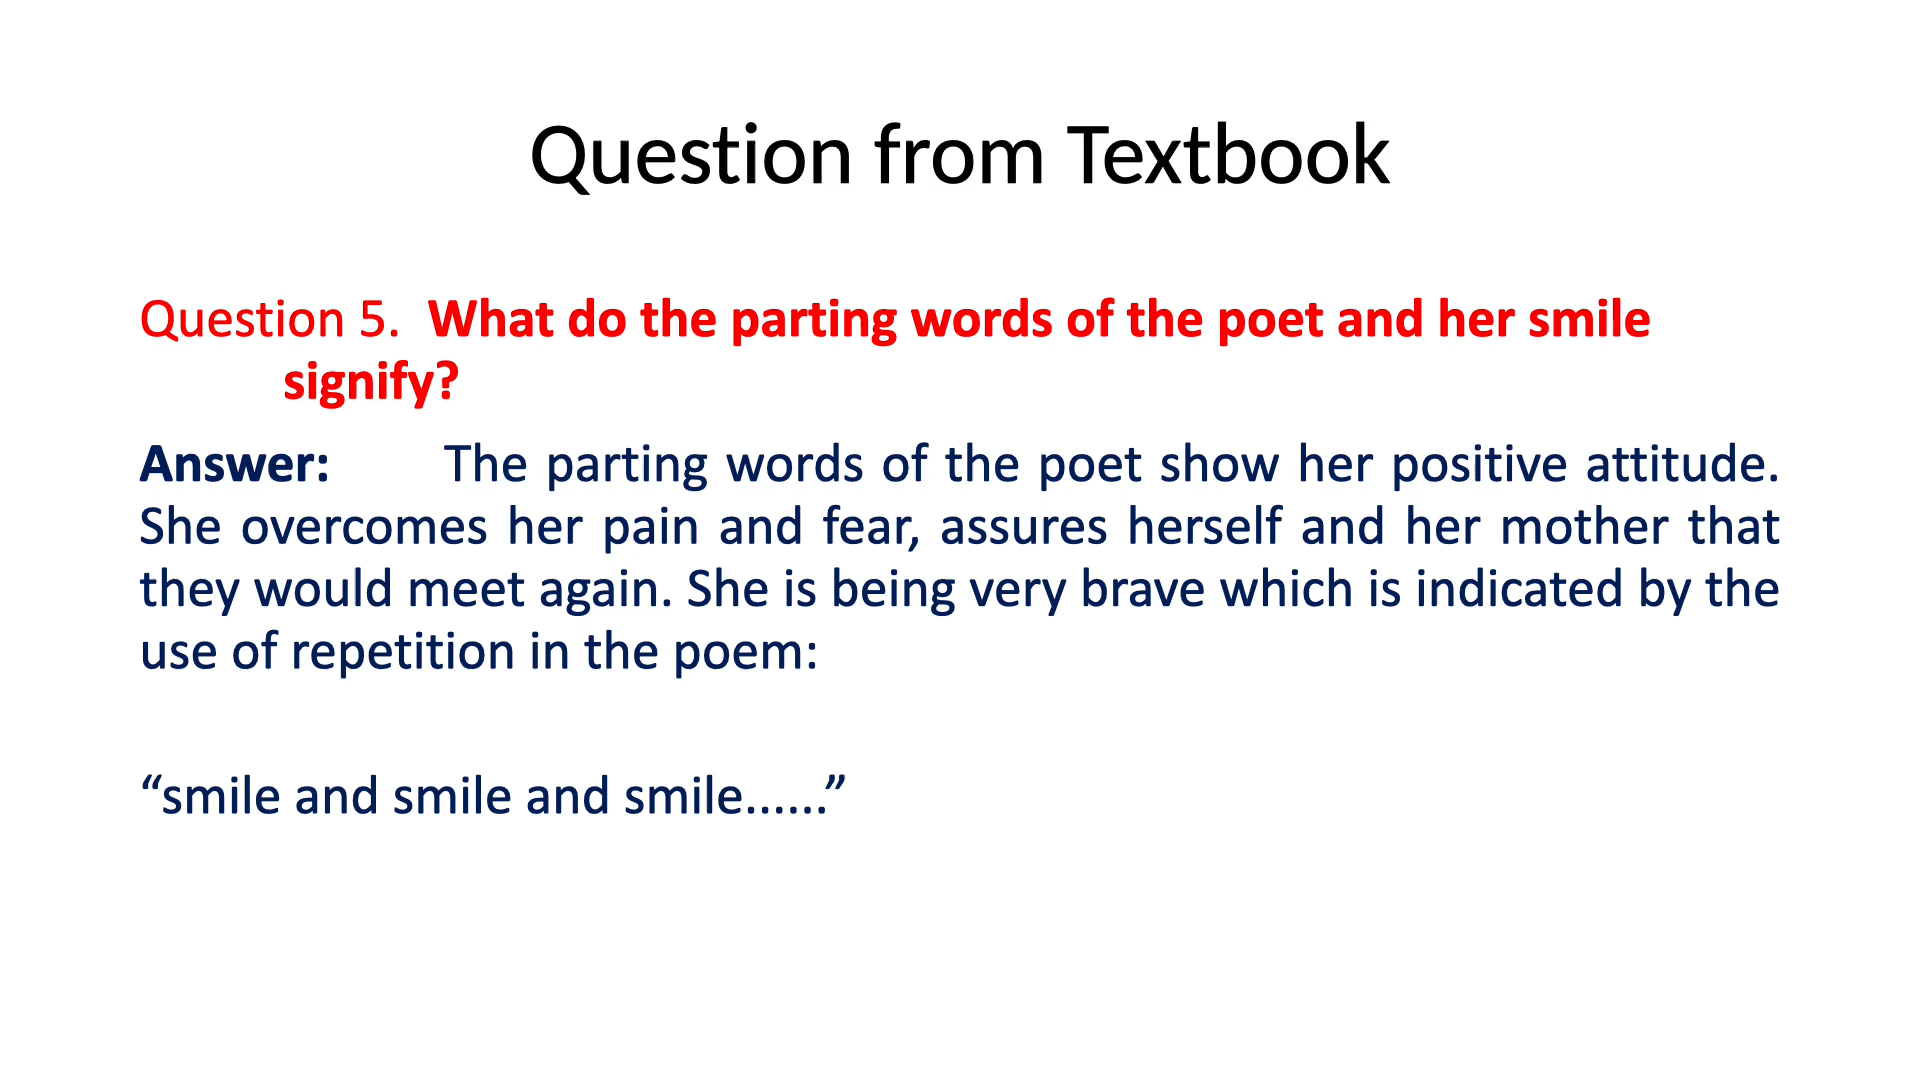 Question from Textbook
Question 5. What do the parting words of the poet and her smile
signify?
Answer: The parting words of the poet show her positive attitude.
She overcomes her pain and fear, assures herself and her mother that
they would meet again. She is being very brave which is indicated by the
use of repetition in the poem:
“smile and smile and smile......”